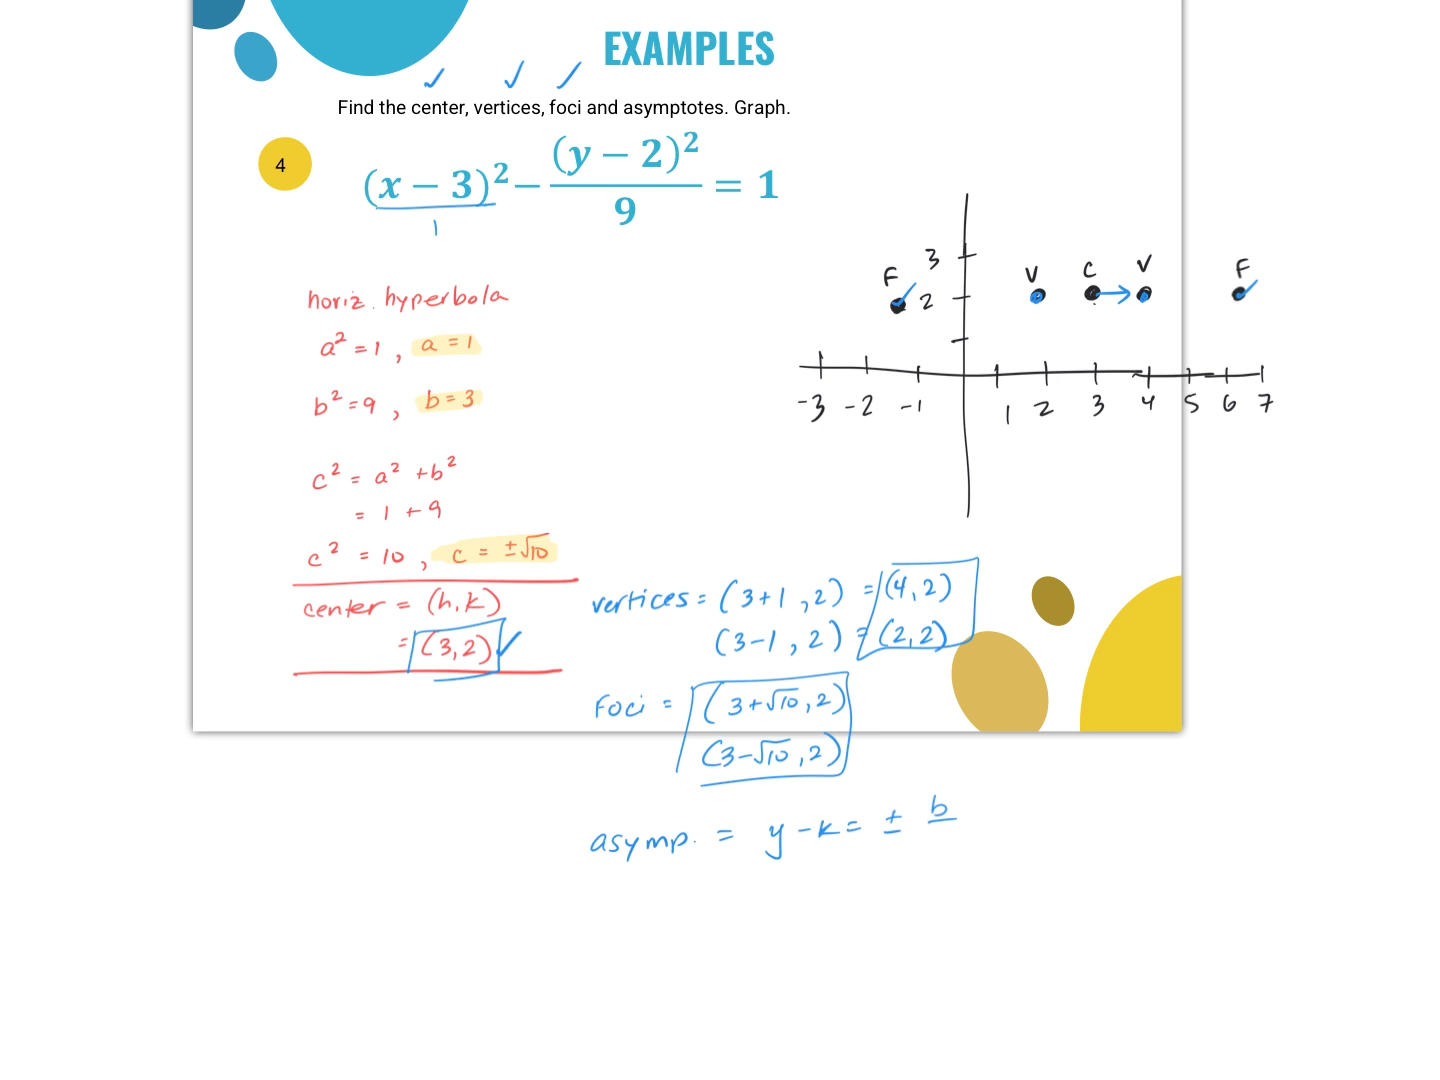 EXAMPLES
Find the center, vertices, foci and asymptotes. Graph.
4
(x − 3)² − (y − 2)²/9 = 1
1
horiz. hyperbola
a² = 1, a = 1
b² = 9, b = 3
c² = a² + b²
= 1 + 9
c² = 10, c = ±√10
center = (h, k)
= (3, 2)
3
F 2 V C V F
-3 -2 -1 1 2 3 4 5 6 7
vertices = (3+1, 2) = (4, 2)
(3−1, 2) = (2, 2)
Foci = (3+√10, 2)
(3−√10, 2)
asymp. = y − k = ± b